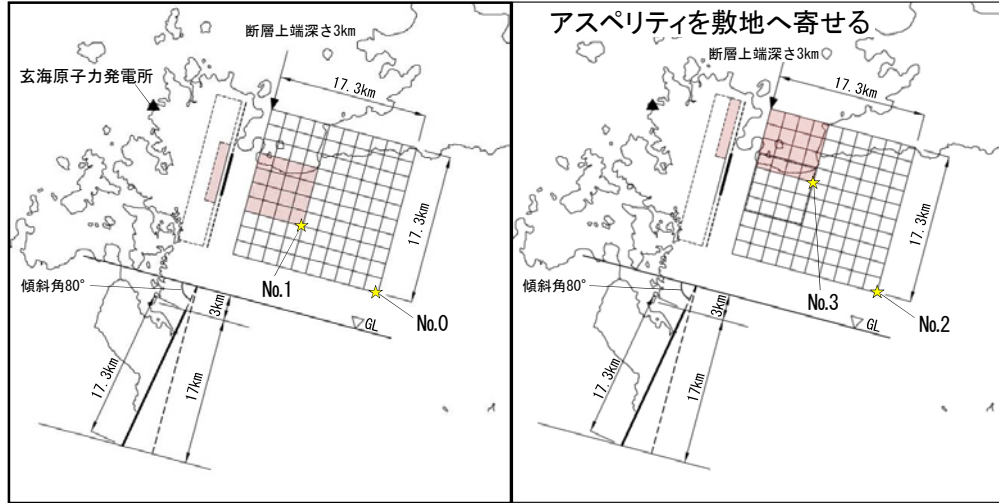 断層上端深さ3km
玄海原子力発電所
17.3km
17.3km
傾斜角80°
3km
No.1
No.0
GL
17.3km
17km
アスペリティを敷地へ寄せる
断層上端深さ3km
17.3km
17.3km
傾斜角80°
3km
No.3
No.2
GL
17.3km
17km